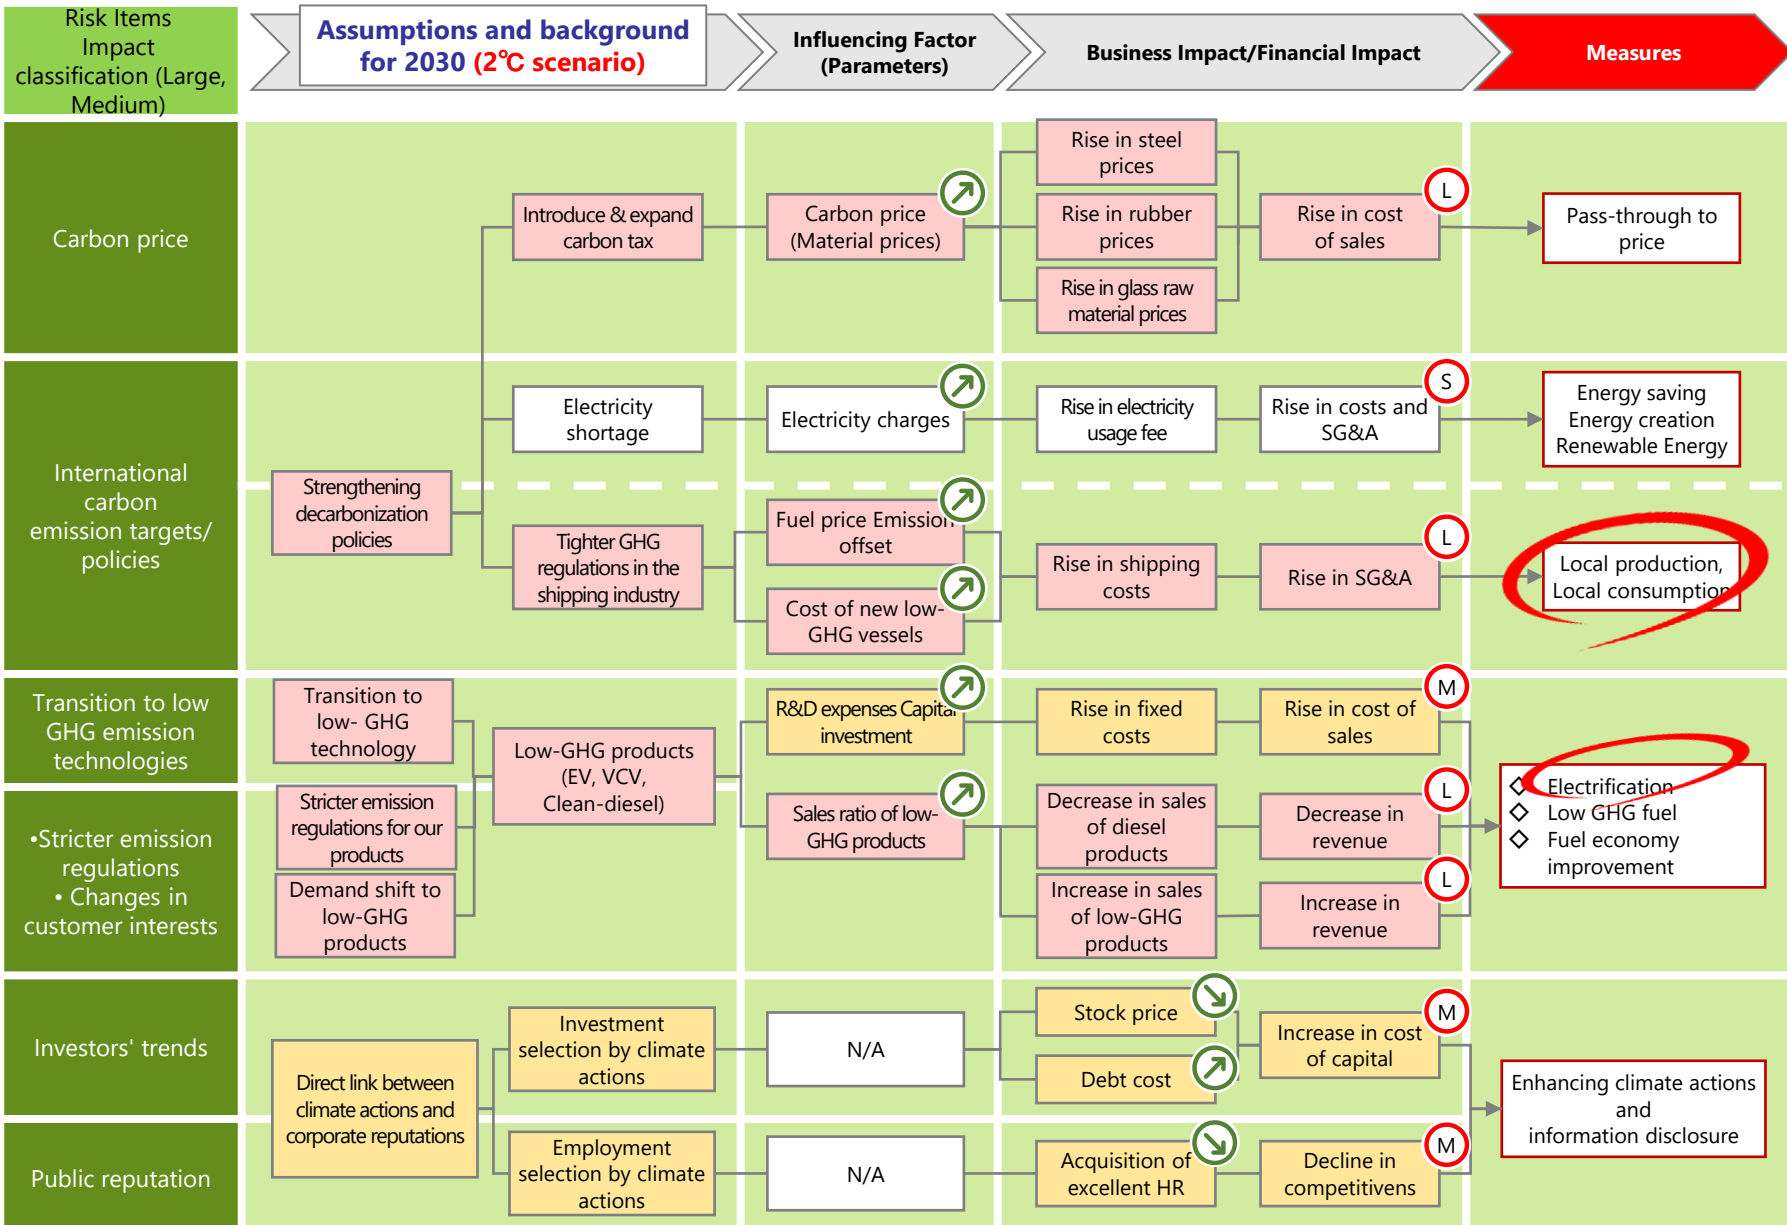 Risk Items
Impact
classification (Large,
Medium)
Assumptions and background
for 2030 (2℃ scenario)
Influencing Factor
(Parameters)
Business Impact/Financial Impact
Measures
Carbon price
Introduce & expand
carbon tax
Carbon price
(Material prices)
Rise in steel
prices
Rise in rubber
prices
Rise in glass raw
material prices
Rise in cost
of sales
L
Pass-through to
price
International
carbon
emission targets/
policies
Strengthening
decarbonization
policies
Electricity
shortage
Electricity charges
Rise in electricity
usage fee
Rise in costs and
SG&A
S
Energy saving
Energy creation
Renewable Energy
Tighter GHG
regulations in the
shipping industry
Fuel price Emission
offset
Cost of new low-
GHG vessels
Rise in shipping
costs
Rise in SG&A
L
Local production,
Local consumption
Transition to low
GHG emission
technologies
Transition to
low- GHG
technology
Low-GHG products
(EV, VCV,
Clean-diesel)
R&D expenses Capital
investment
Rise in fixed
costs
Rise in cost of
sales
M
•Stricter emission
regulations
• Changes in
customer interests
Stricter emission
regulations for our
products
Demand shift to
low-GHG
products
Sales ratio of low-
GHG products
Decrease in sales
of diesel
products
Decrease in
revenue
L
Increase in sales
of low-GHG
products
Increase in
revenue
L
◇ Electrification
◇ Low GHG fuel
◇ Fuel economy
improvement
Investors' trends
Direct link between
climate actions and
corporate reputations
Investment
selection by climate
actions
N/A
Stock price
Debt cost
Increase in cost
of capital
M
Enhancing climate actions
and
information disclosure
Public reputation
Employment
selection by climate
actions
N/A
Acquisition of
excellent HR
Decline in
competitivens
M